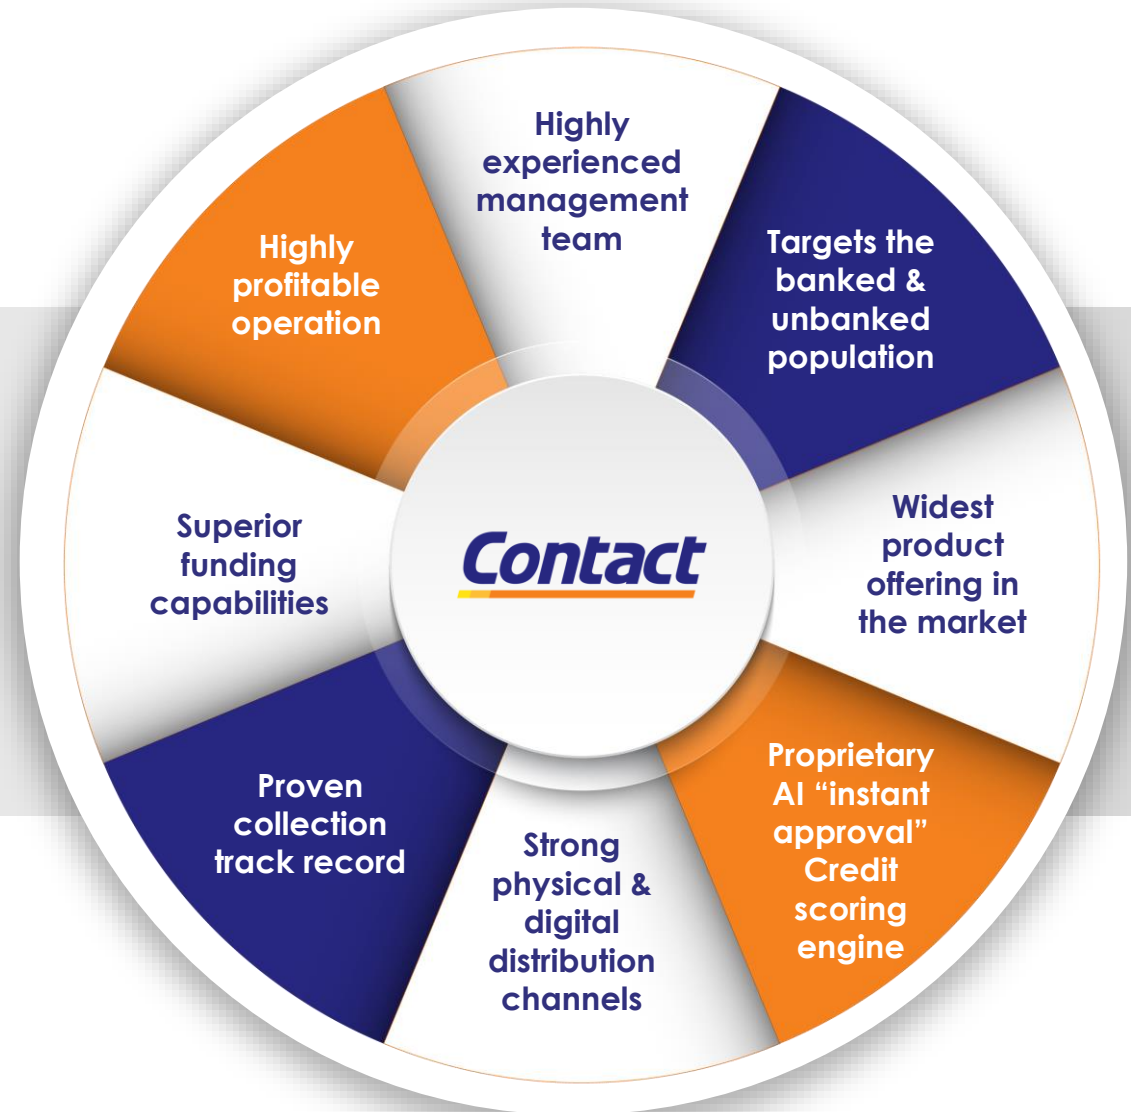 Highly
experienced
management
team
Targets the
banked &
unbanked
population
Widest
product
offering in
the market
Proprietary
AI “instant
approval”
Credit
scoring
engine
Strong
physical &
digital
distribution
channels
Proven
collection
track record
Superior
funding
capabilities
Highly
profitable
operation
Contact